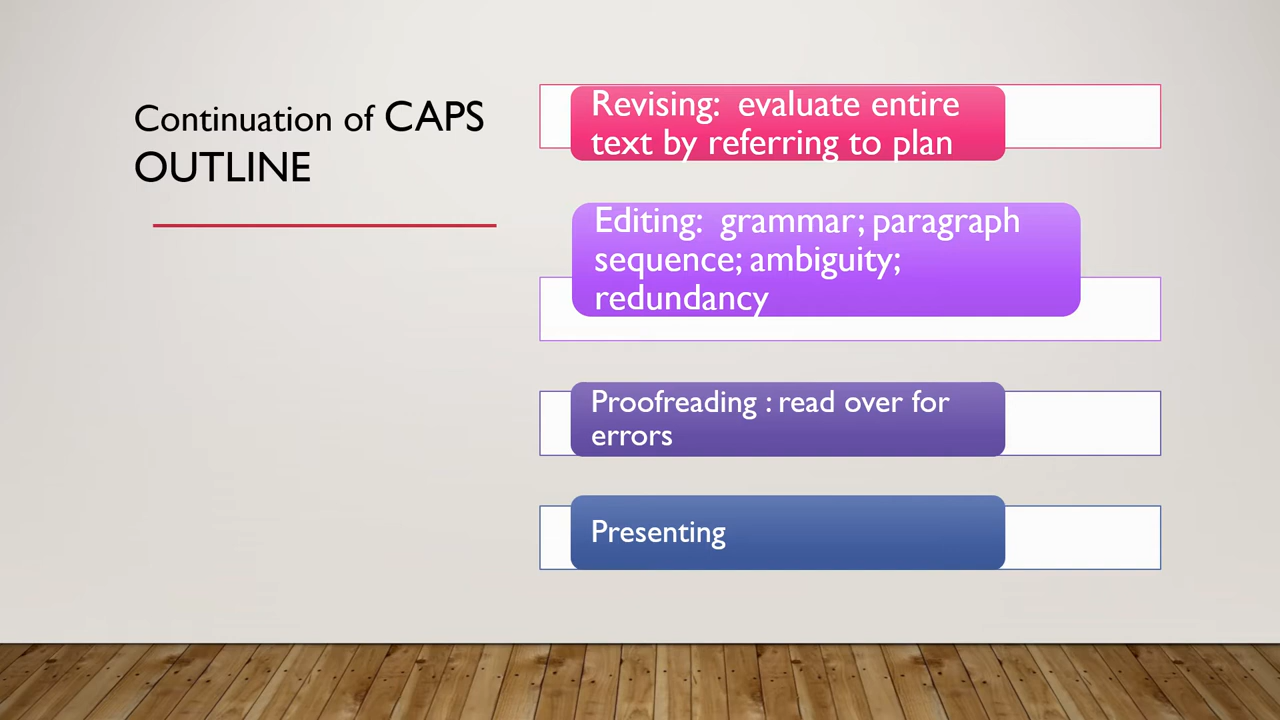 Continuation of CAPS
OUTLINE
Revising:  evaluate entire
text by referring to plan
Editing:  grammar; paragraph
sequence; ambiguity;
redundancy
Proofreading : read over for
errors
Presenting